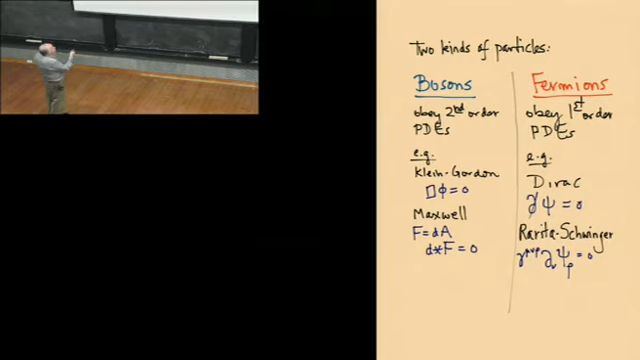 Two kinds of particles:
Bosons
obey 2nd order
PDEs
e.g.
Klein-Gordon
□φ = 0
Maxwell
F = dA
d*F = 0
Fermions
obey 1st order
PDEs
e.g.
Dirac
∂̸ψ = 0
Rarita-Schwinger
γ^μνρ ∂_ν ψ_ρ = 0